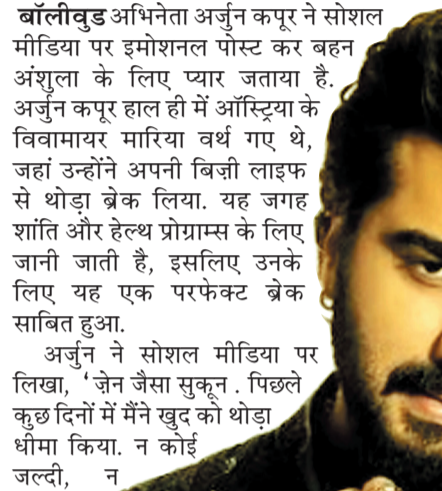 बॉलीवुड अभिनेता अर्जुन कपूर ने सोशल
मीडिया पर इमोशनल पोस्ट कर बहन
अंशुला के लिए प्यार जताया है.
अर्जुन कपूर हाल ही में ऑस्ट्रिया के
विवामायर मारिया वर्थ गए थे,
जहां उन्होंने अपनी बिज़ी लाइफ
से थोड़ा ब्रेक लिया. यह जगह
शांति और हेल्थ प्रोग्राम्स के लिए
जानी जाती है, इसलिए उनके
लिए यह एक परफेक्ट ब्रेक
साबित हुआ.
अर्जुन ने सोशल मीडिया पर
लिखा, ‘ज़ेन जैसा सुकून . पिछले
कुछ दिनों में मैंने खुद को थोड़ा
धीमा किया. न कोई
जल्दी, न